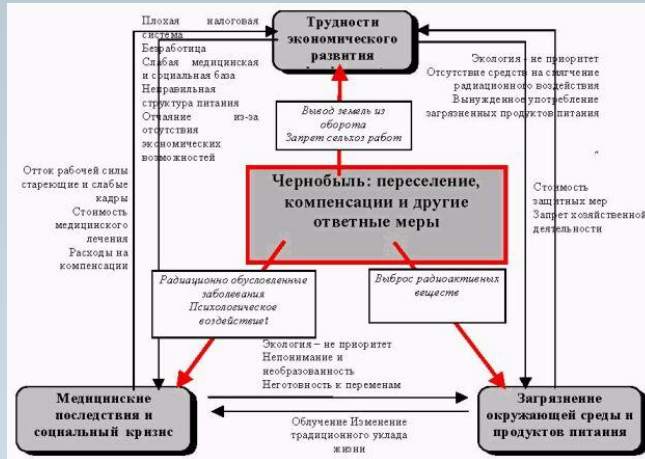 Плохая налоговая
система
Безработица
Слабая медицинская
и социальная база
Неправильная
структура питания
Отчаяние из-за
отсутствия
экономических
возможностей
Трудности
экономического
развития
Экология - не приоритет
Отсутствие средств на смягчение
радиационного воздействия
Вынужденное употребление
загрязненных продуктов питания
Вывод земель из
оборота
Запрет сельхоз работ
Чернобыль: переселение,
компенсации и другие
ответные меры
Отток рабочей силы
стареющие и слабые
кадры
Стоимость
медицинского
лечения
Расходы на
компенсации
Стоимость
защитных мер
Запрет хозяйственной
деятельности
Радиационно обусловленные
заболевания
Психологическое
воздействиеt
Выброс радиоактивных
веществ
Экология – не приоритет
Непонимание и
необразованность
Неготовность к переменам
Медицинские
последствия и
социальный кризис
Облучение Изменение
традиционного уклада
жизни
Загрязнение
окружающей среды и
продуктов питания